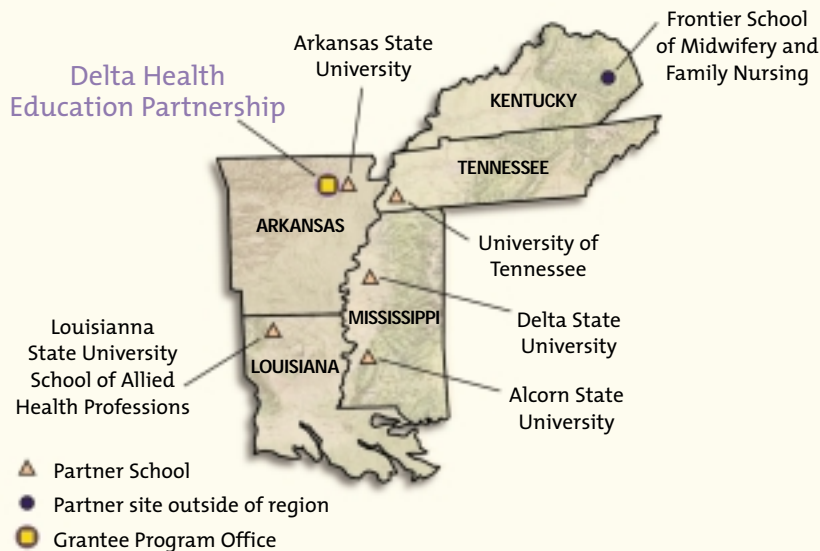 Frontier School
of Midwifery and
Family Nursing
Arkansas State
University
Delta Health
Education Partnership
KENTUCKY
TENNESSEE
ARKANSAS
University of
Tennessee
MISSISSIPPI
Delta State
University
Louisianna
State University
School of Allied
Health Professions
LOUISIANA
Alcorn State
University
Partner School
Partner site outside of region
Grantee Program Office